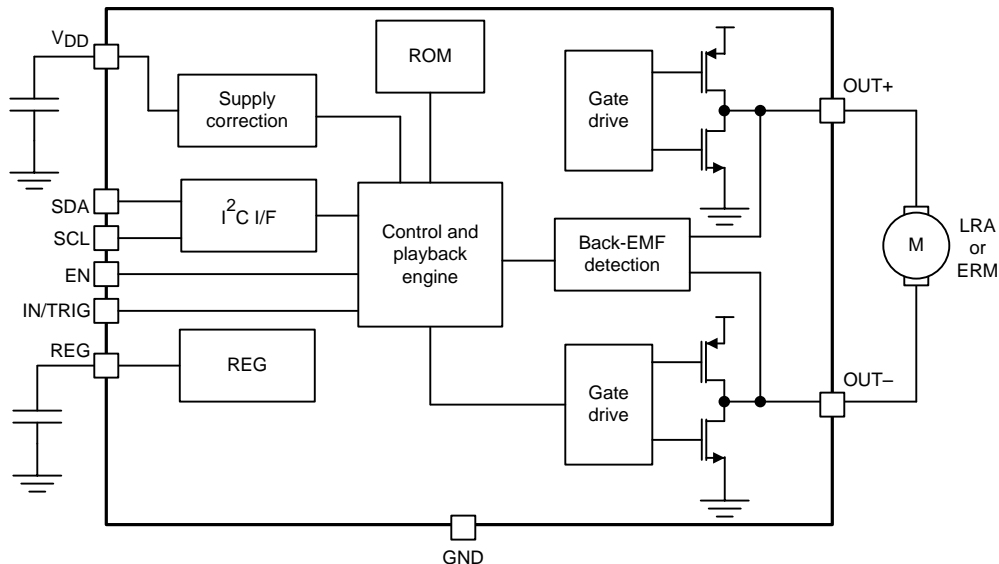 VDD
ROM
Supply
correction
Gate
drive
OUT+
SDA
I²C I/F
SCL
Control and
playback
engine
Back-EMF
detection
M
LRA
or
ERM
EN
IN/TRIG
REG
REG
Gate
drive
OUT–
GND